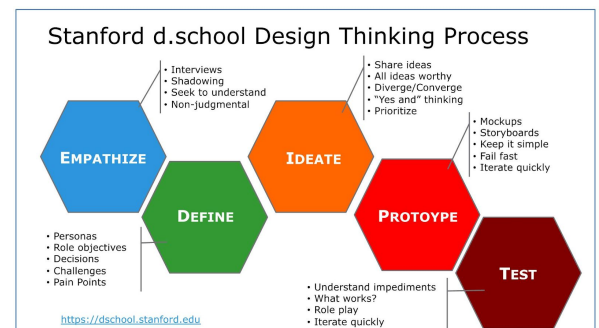 Stanford d.school Design Thinking Process
• Interviews
• Shadowing
• Seek to understand
• Non-judgmental
• Share ideas
• All ideas worthy
• Diverge/Converge
• “Yes and” thinking
• Prioritize
• Mockups
• Storyboards
• Keep it simple
• Fail fast
• Iterate quickly
EMPATHIZE
DEFINE
IDEATE
PROTOYPE
TEST
• Personas
• Role objectives
• Decisions
• Challenges
• Pain Points
• Understand impediments
• What works?
• Role play
• Iterate quickly
https://dschool.stanford.edu